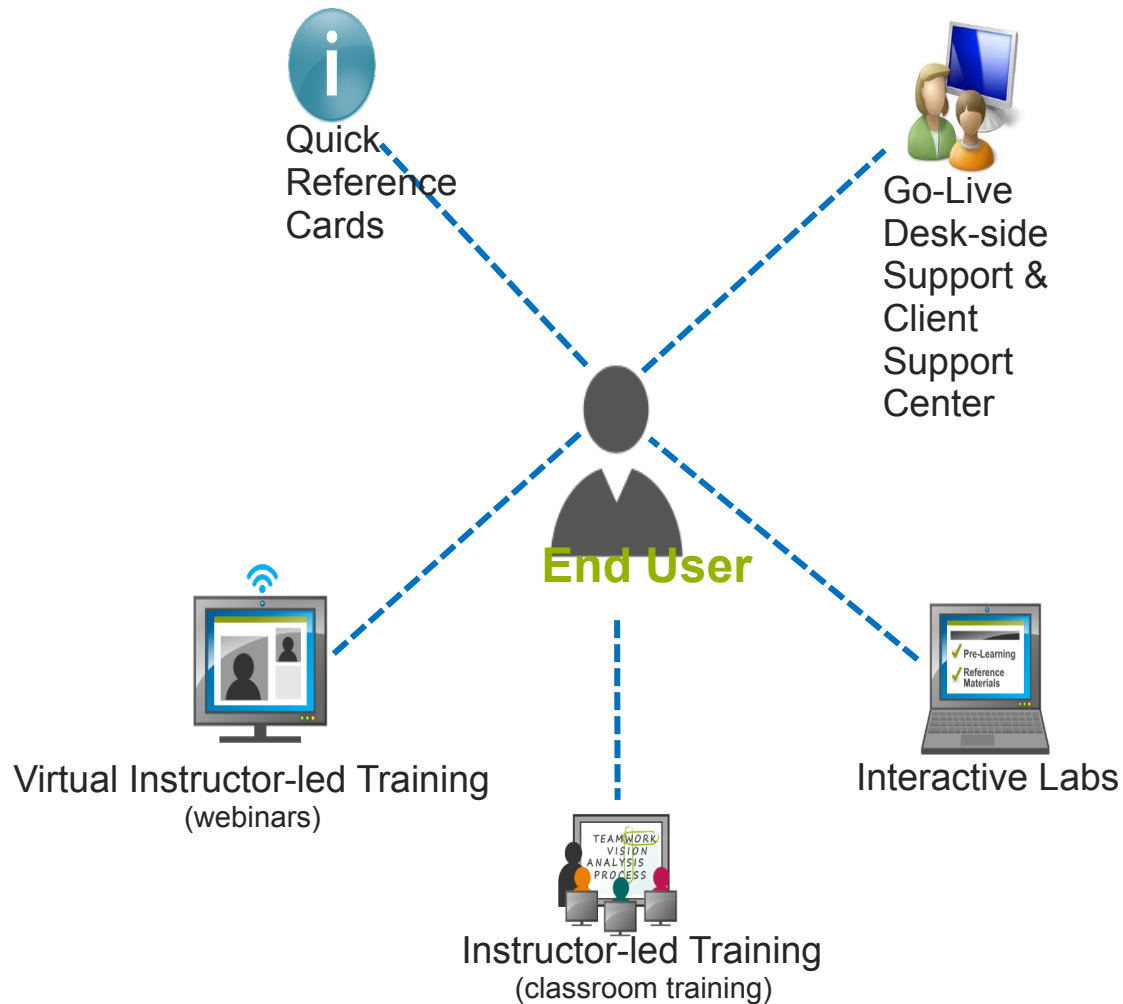 i
Quick
Reference
Cards
Go-Live
Desk-side
Support &
Client
Support
Center
End User
Pre-Learning
Reference
Materials
Virtual Instructor-led Training
(webinars)
Interactive Labs
TEAMWORK
VISION
ANALYSIS
PROCESS
Instructor-led Training
(classroom training)